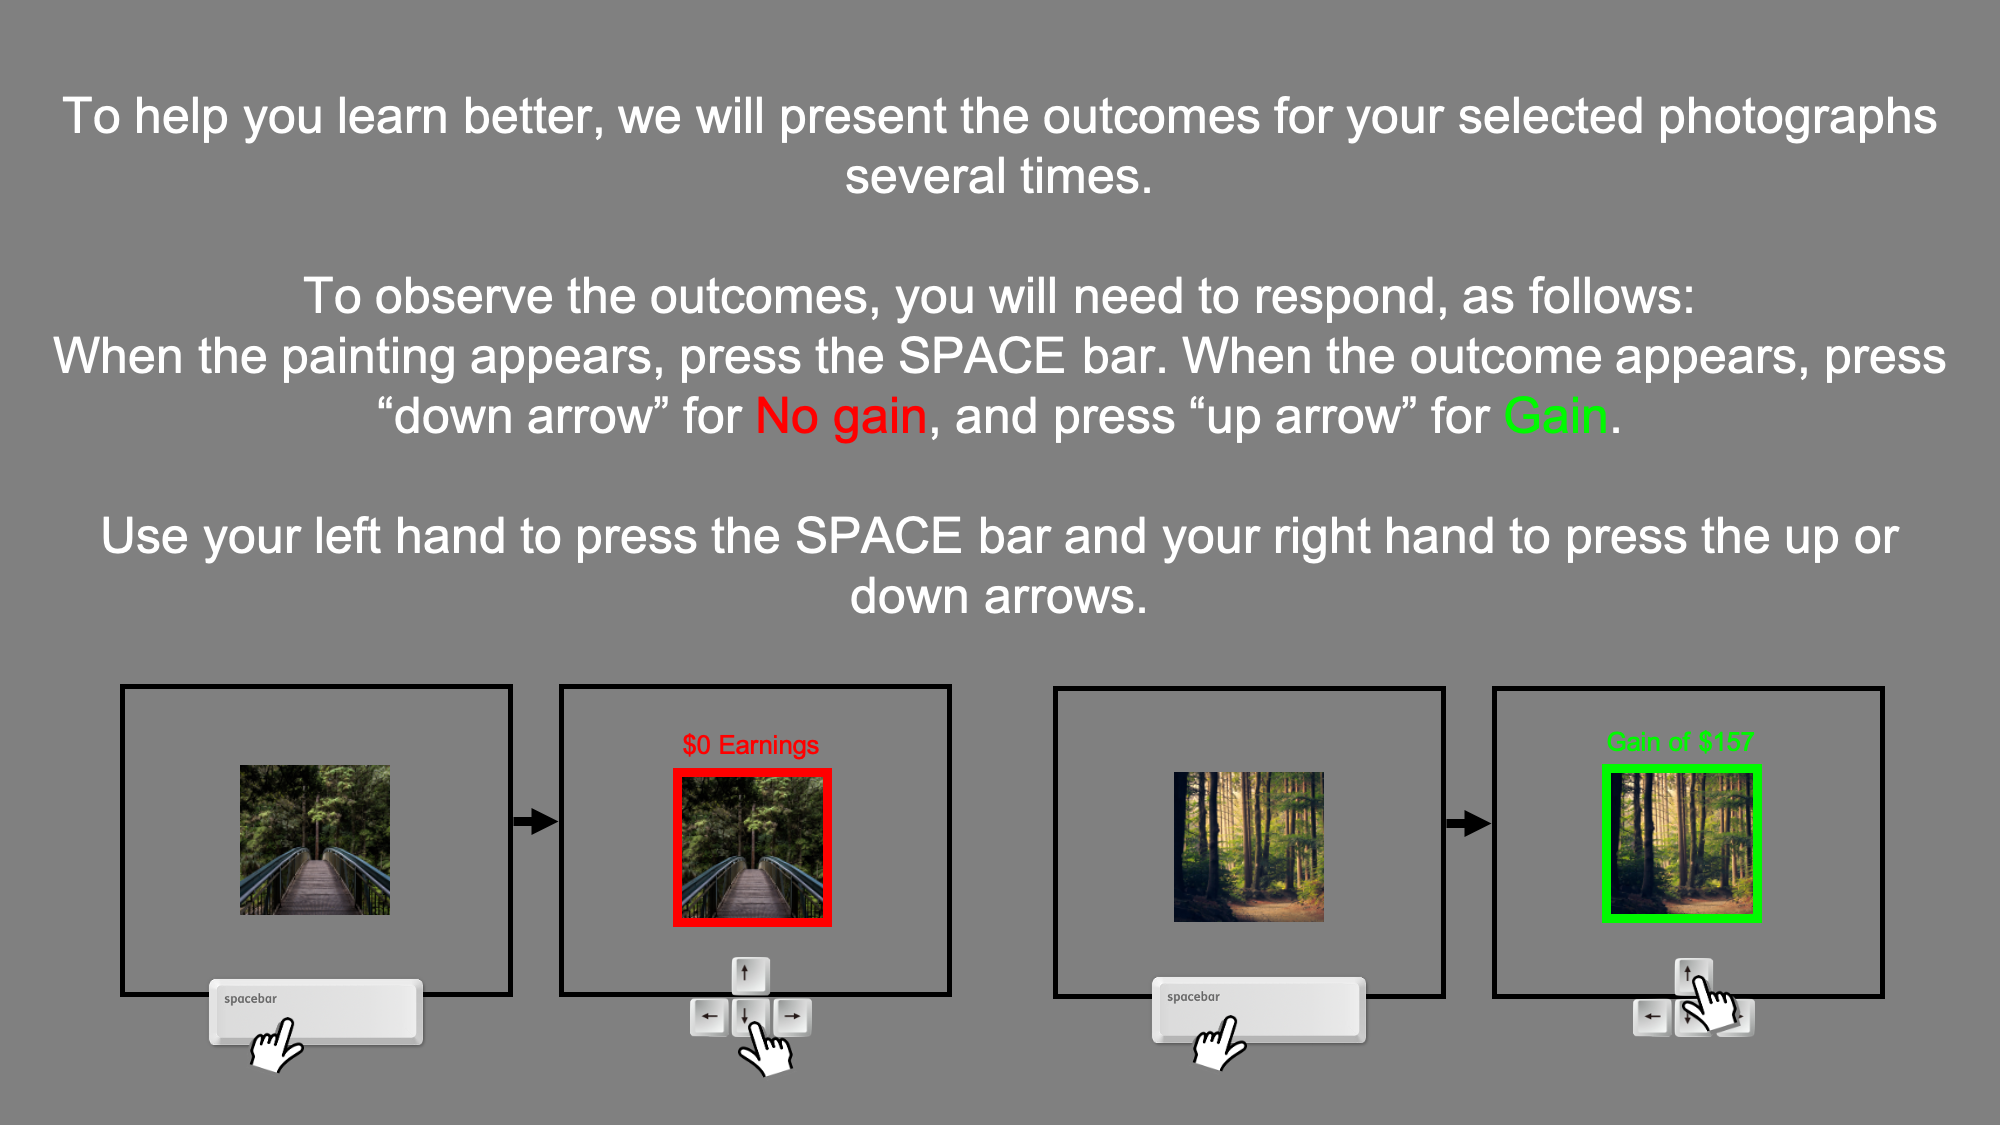 To help you learn better, we will present the outcomes for your selected photographs
several times.
To observe the outcomes, you will need to respond, as follows:
When the painting appears, press the SPACE bar. When the outcome appears, press
“down arrow” for No gain, and press “up arrow” for Gain.
Use your left hand to press the SPACE bar and your right hand to press the up or
down arrows.
$0 Earnings
Gain of $157
spacebar
spacebar